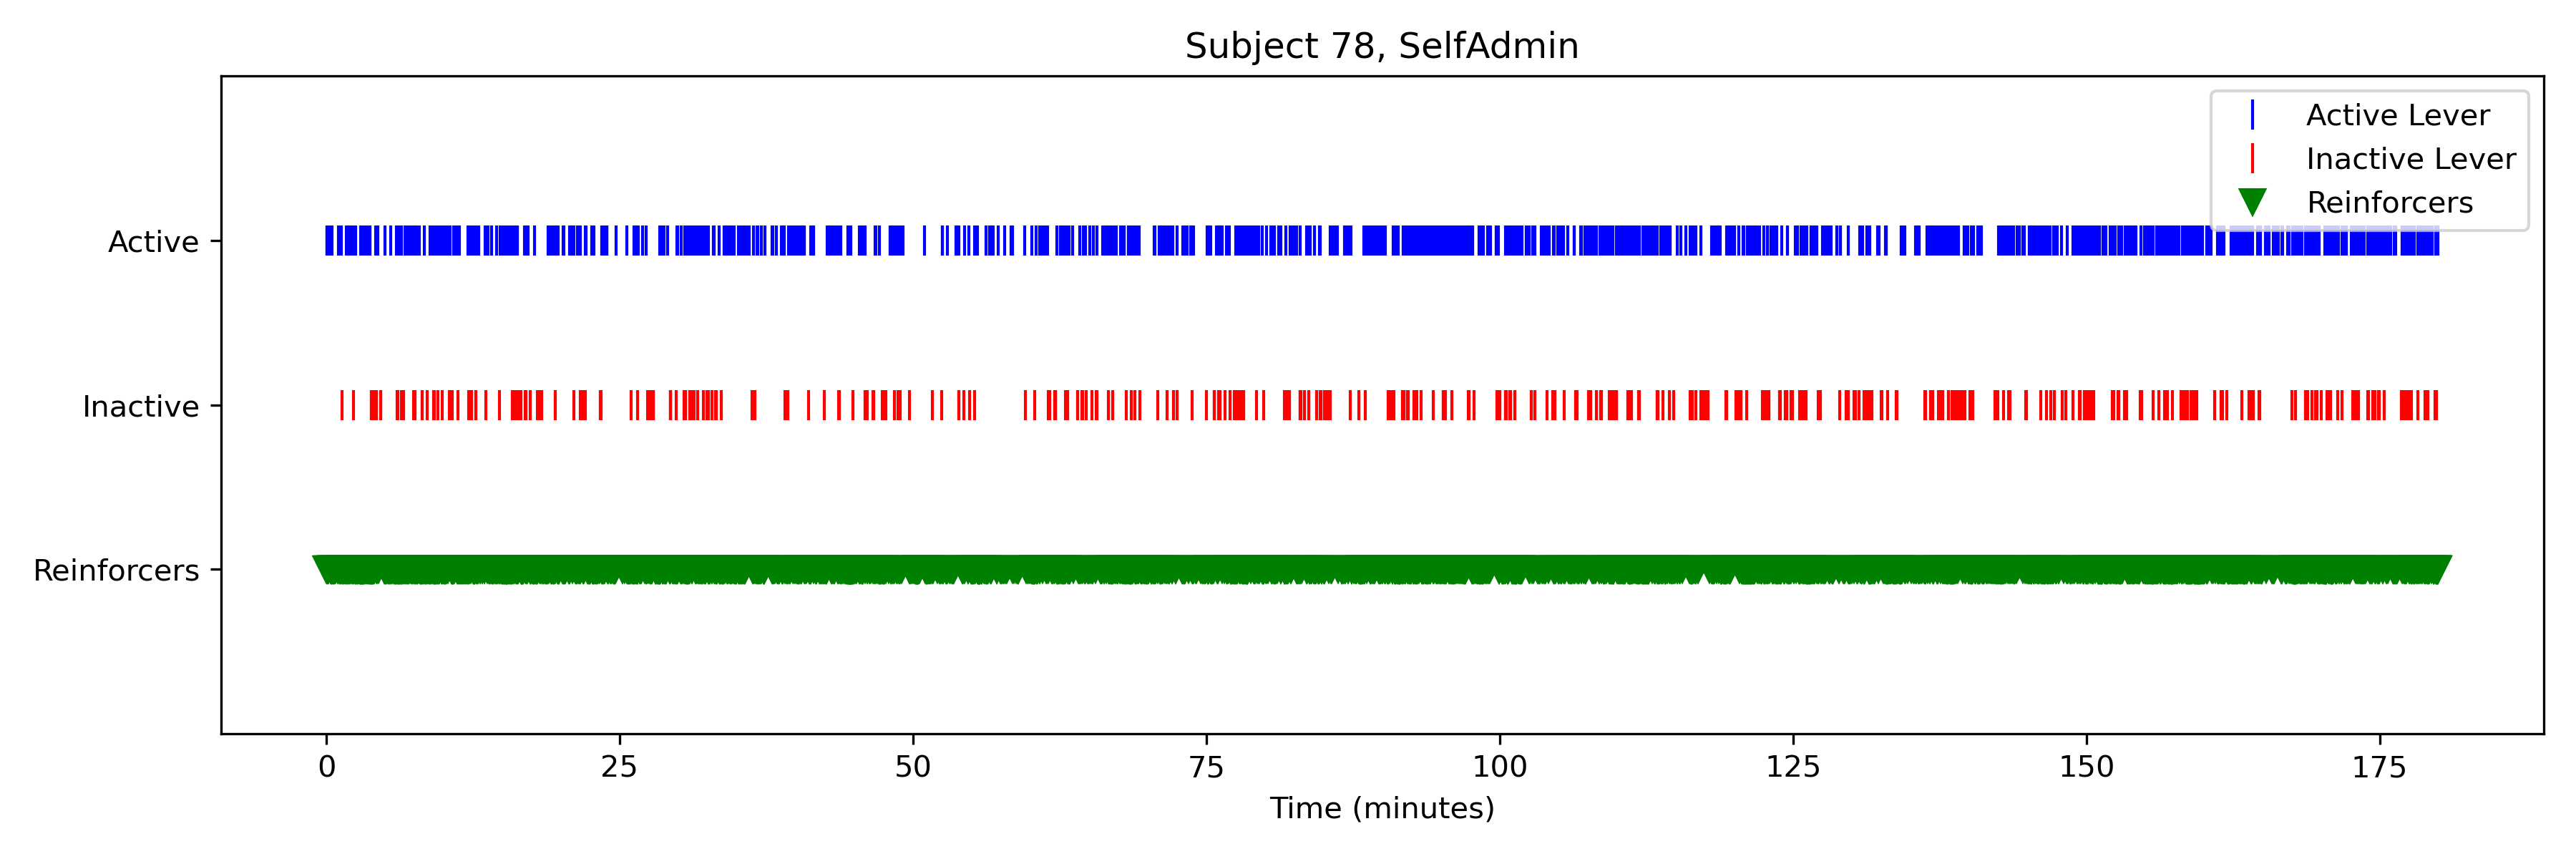 Subject 78, SelfAdmin
Active Lever
Inactive Lever
Reinforcers
Active
Inactive
Reinforcers
0 25 50 75 100 125 150 175
Time (minutes)